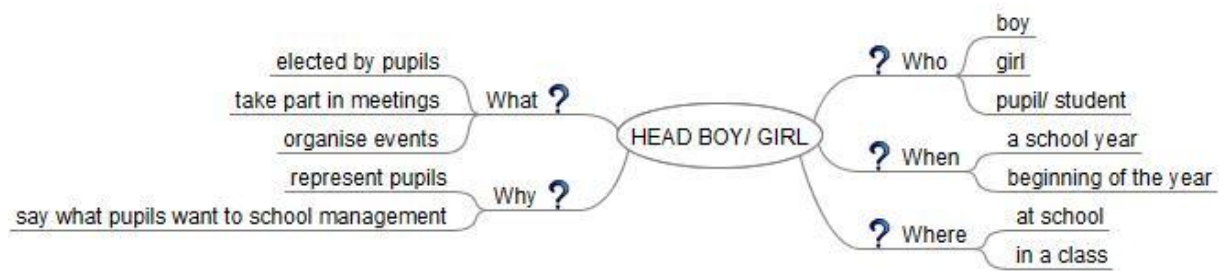 HEAD BOY/ GIRL
What
elected by pupils
take part in meetings
organise events
Why
represent pupils
say what pupils want to school management
Who
boy
girl
pupil/ student
When
a school year
beginning of the year
Where
at school
in a class